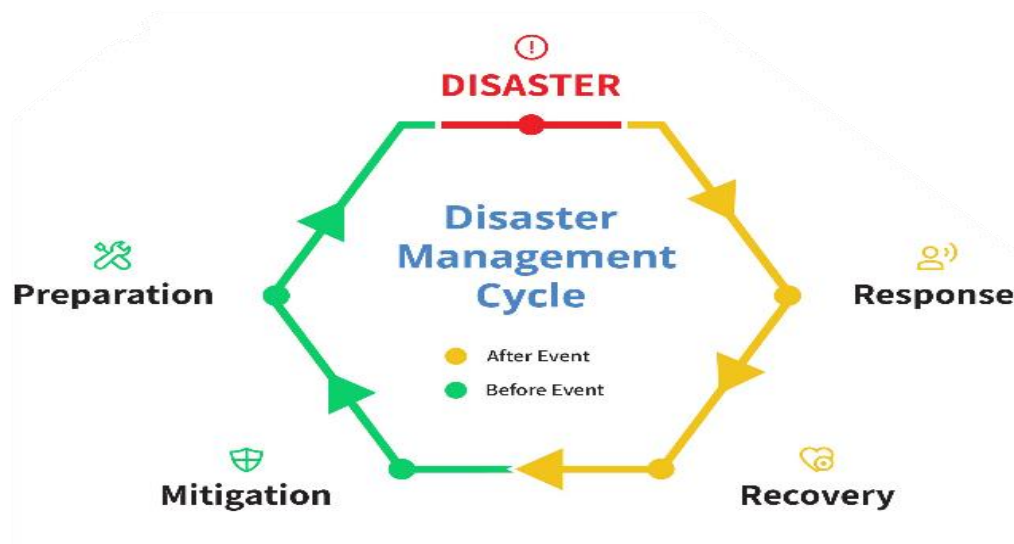 DISASTER
Disaster
Management
Cycle
Preparation
Response
After Event
Before Event
Mitigation
Recovery